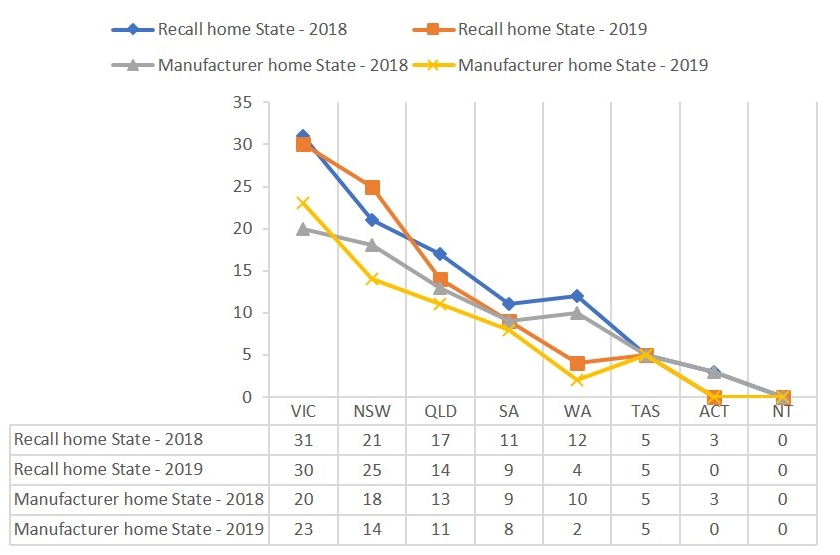 Recall home State - 2018 Recall home State - 2019
Manufacturer home State - 2018 Manufacturer home State - 2019
35
30
25
20
15
10
5
0
VIC NSW QLD SA WA TAS ACT NT
Recall home State - 2018 31 21 17 11 12 5 3 0
Recall home State - 2019 30 25 14 9 4 5 0 0
Manufacturer home State - 2018 20 18 13 9 10 5 3 0
Manufacturer home State - 2019 23 14 11 8 2 5 0 0